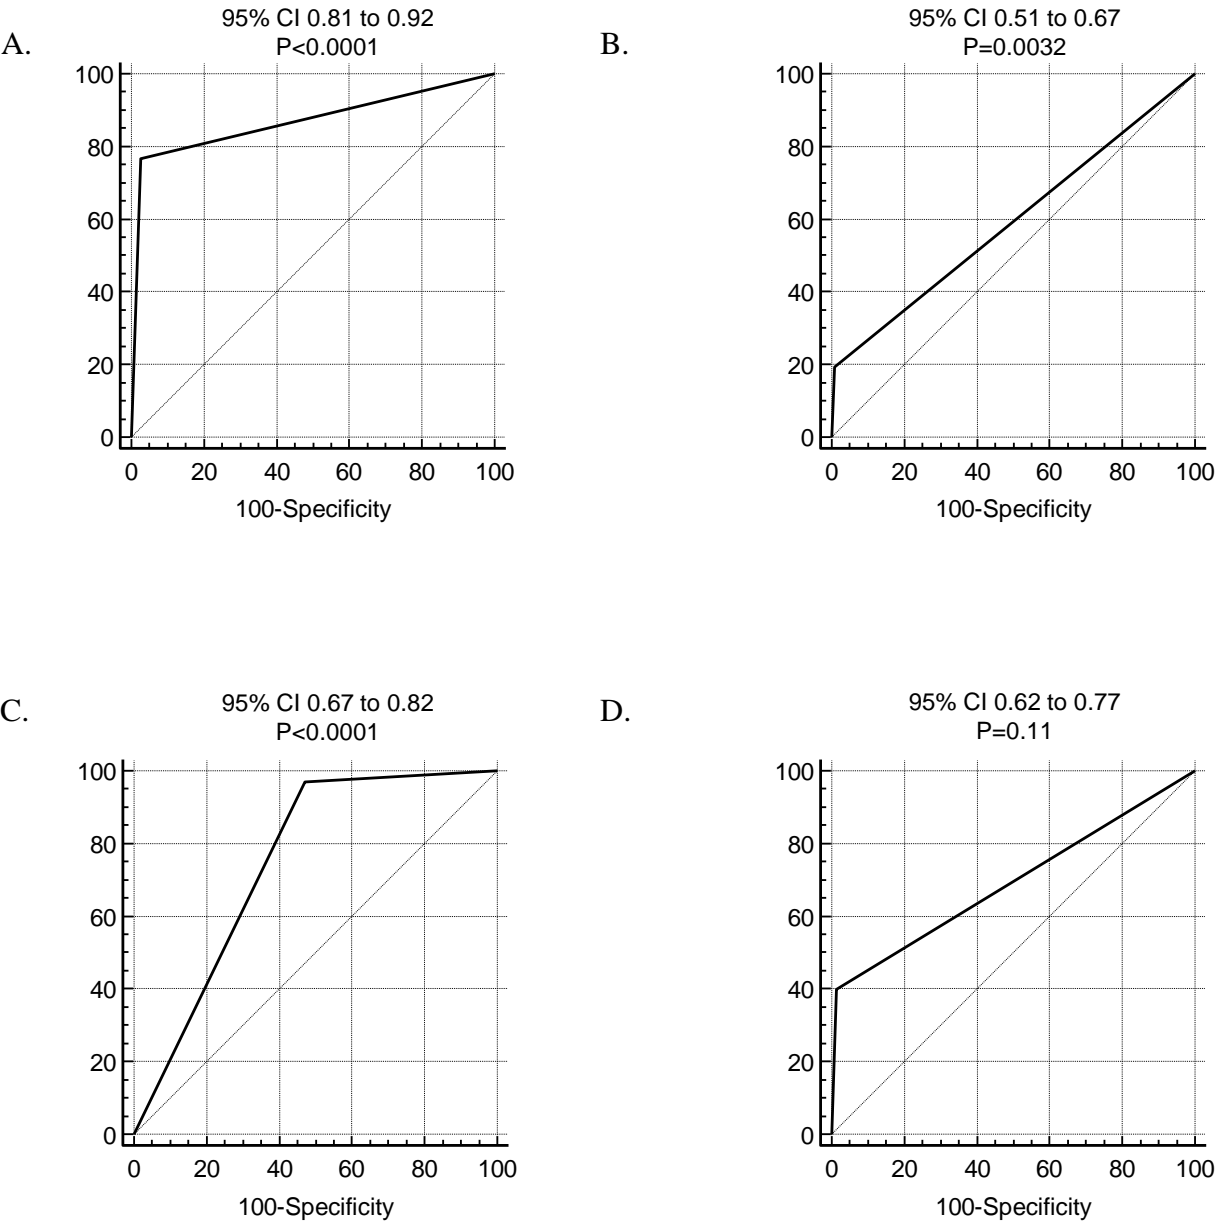 A.
95% CI 0.81 to 0.92
P<0.0001
100
80
60
40
20
0
0 20 40 60 80 100
100-Specificity
B.
95% CI 0.51 to 0.67
P=0.0032
100
80
60
40
20
0
0 20 40 60 80 100
100-Specificity
C.
95% CI 0.67 to 0.82
P<0.0001
100
80
60
40
20
0
0 20 40 60 80 100
100-Specificity
D.
95% CI 0.62 to 0.77
P=0.11
100
80
60
40
20
0
0 20 40 60 80 100
100-Specificity